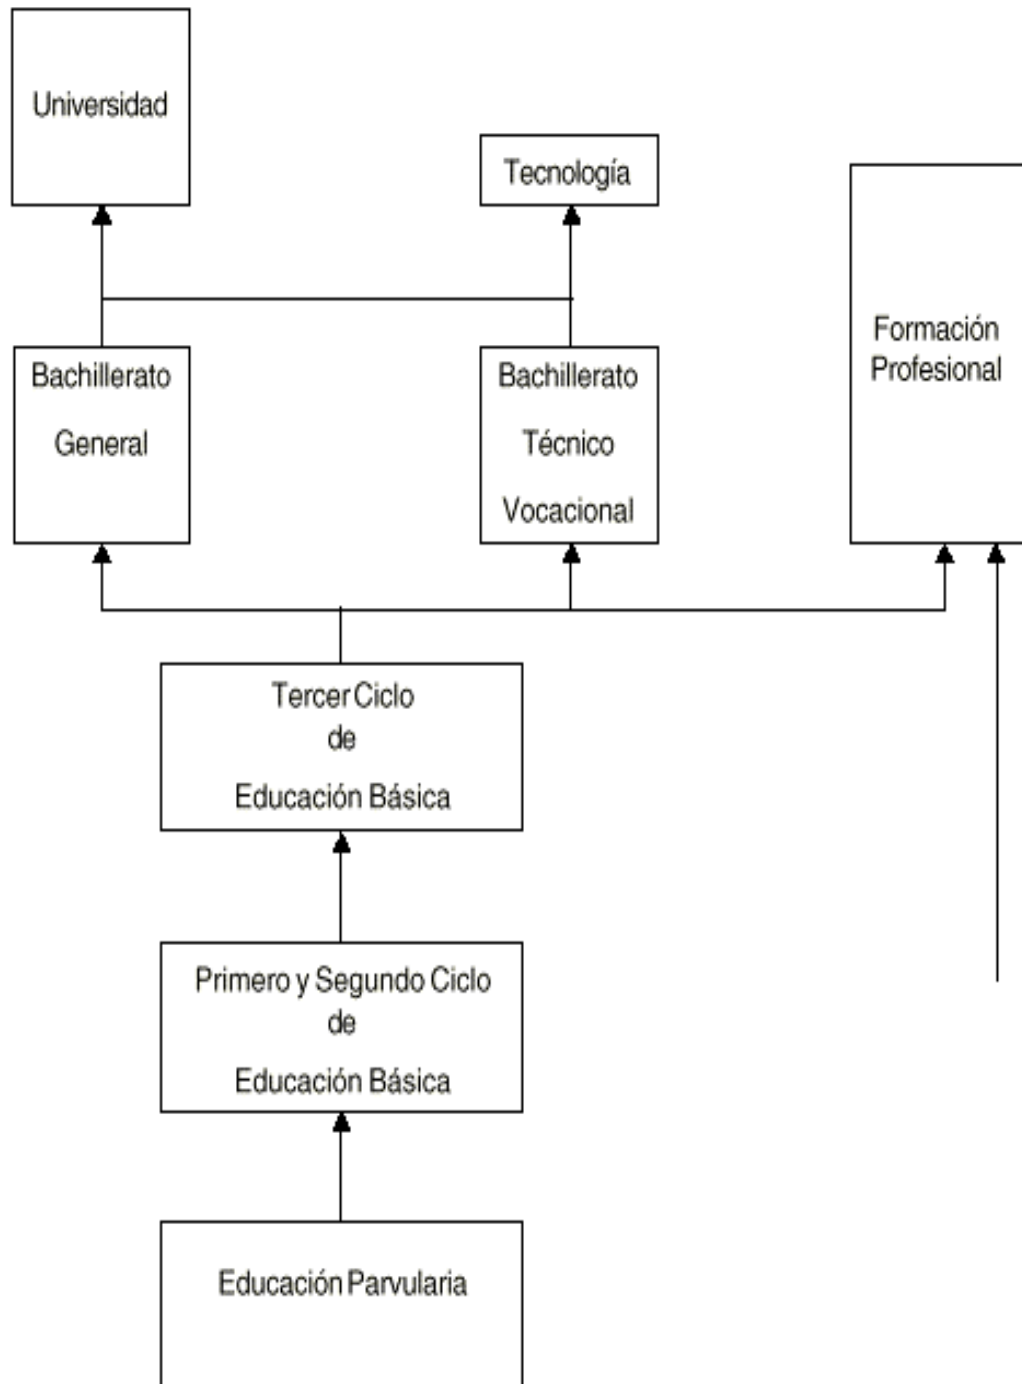 Universidad
Tecnología
Formación
Profesional
Bachillerato
General
Bachillerato
Técnico
Vocacional
Tercer Ciclo
de
Educación Básica
Primero y Segundo Ciclo
de
Educación Básica
Educación Parvularia